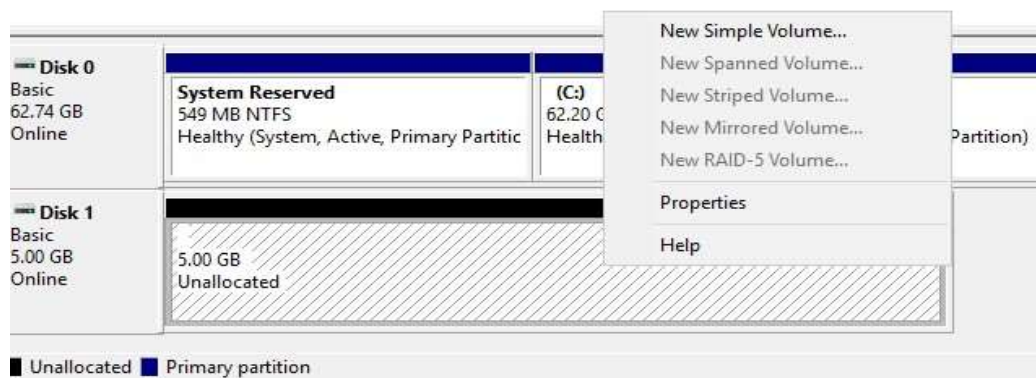 New Simple Volume...
New Spanned Volume...
New Striped Volume...
New Mirrored Volume...
New RAID-5 Volume...
Properties
Help
Disk 0
Basic
62.74 GB
Online
System Reserved
549 MB NTFS
Healthy (System, Active, Primary Partitic
(C:)
62.20
Health
Partition)
Disk 1
Basic
5.00 GB
Online
5.00 GB
Unallocated
Unallocated Primary partition